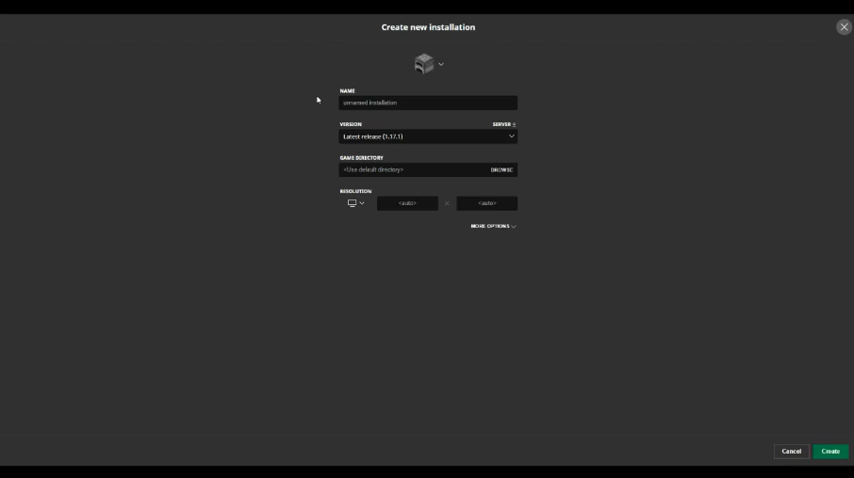 Create new installation
NAME
unnamed installation
VERSION SERVER
Latest release (1.17.1)
GAME DIRECTORY
<Use default directory> BROWSE
RESOLUTION
<auto> × <auto>
MORE OPTIONS
Cancel Create